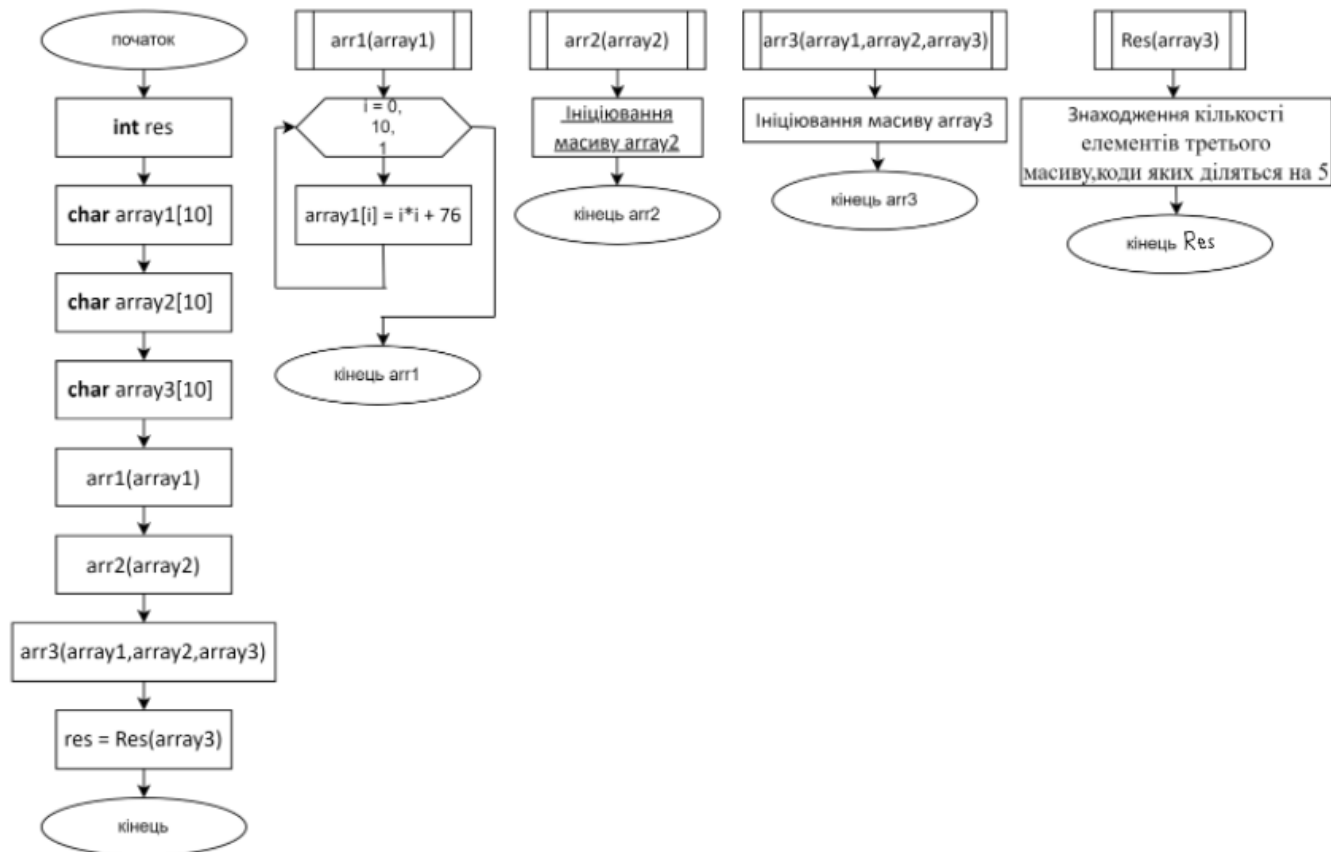 початок
int res
char array1[10]
char array2[10]
char array3[10]
arr1(array1)
arr2(array2)
arr3(array1,array2,array3)
res = Res(array3)
кінець
arr1(array1)
i = 0,
10,
1
array1[i] = i*i + 76
кінець arr1
arr2(array2)
Ініціювання
масиву array2
кінець arr2
arr3(array1,array2,array3)
Ініціювання масиву array3
кінець arr3
Res(array3)
Знаходження кількості
елементів третього
масиву,коди яких діляться на 5
кінець Res